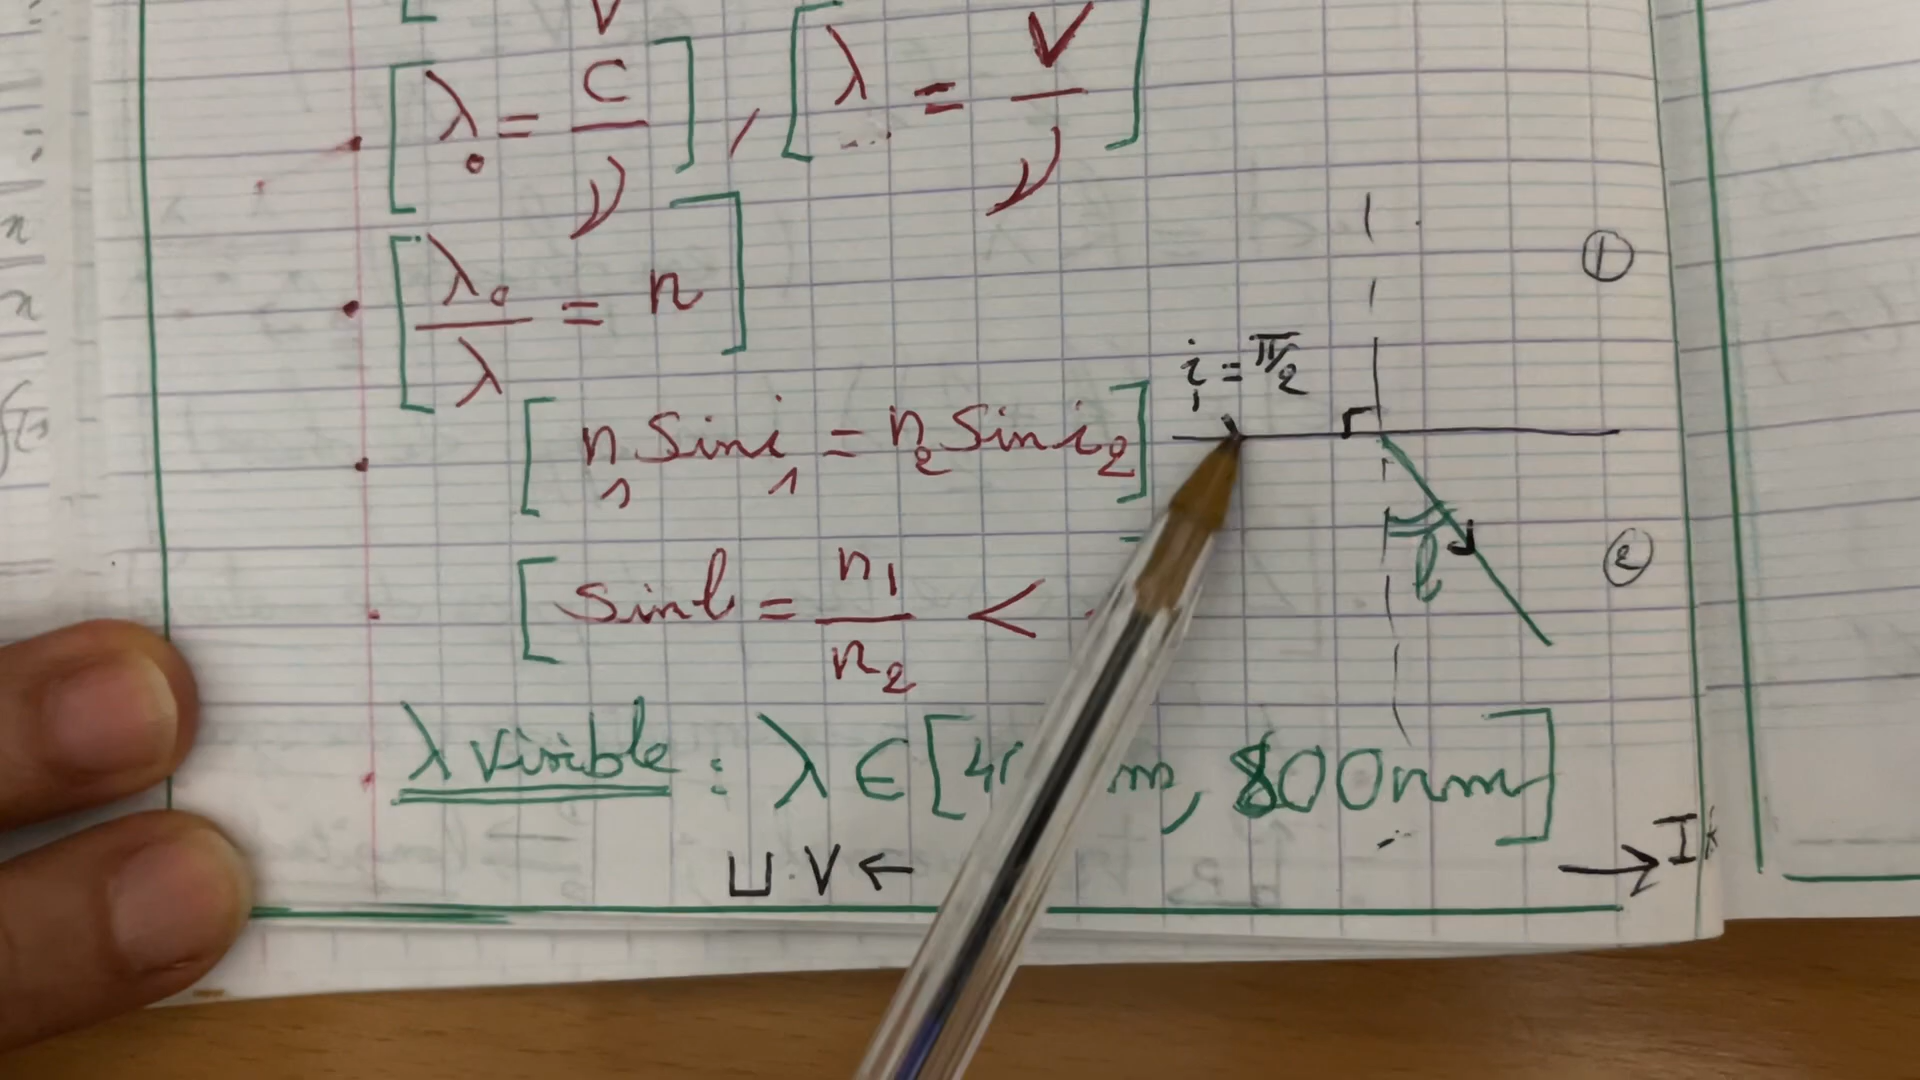 [λ₀ = C/ν] , [λ = V/ν]
[λ₀/λ = n]
①
i₁ = π/2
[n₁ Sin i₁ = n₂ Sin i₂]
②
l
[Sin l = n₁/n₂ <
λ visible : λ ∈ [4 m, 800nm]
U.V ← → I